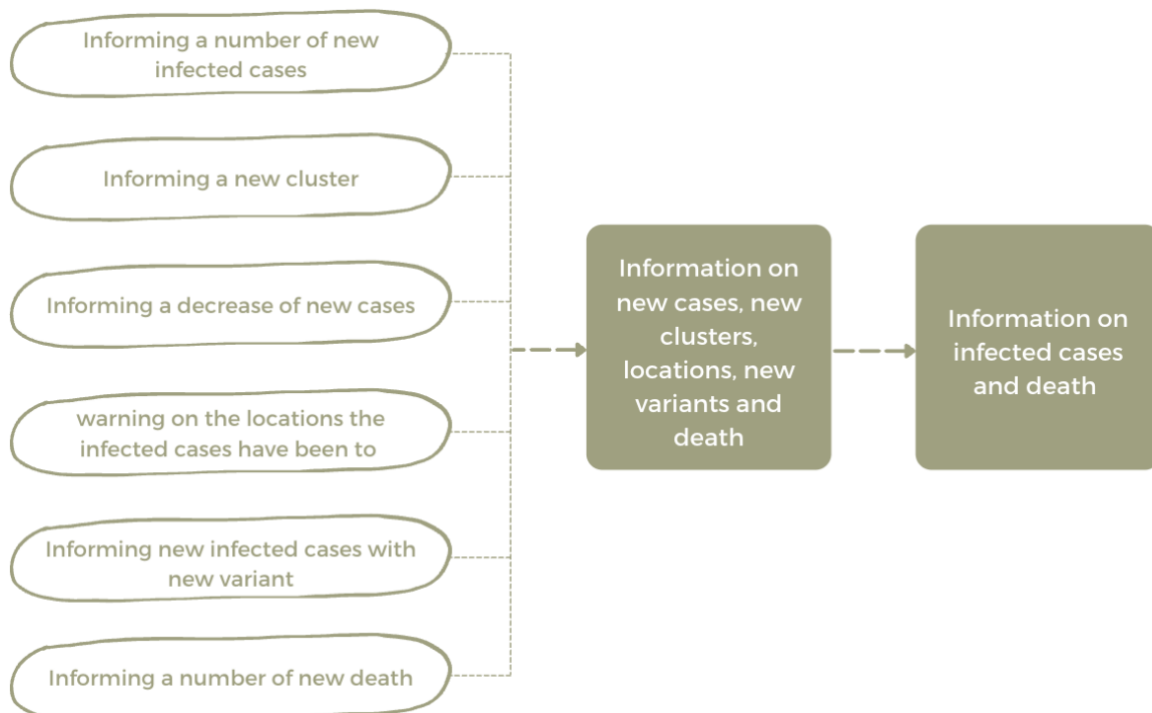 Informing a number of new
infected cases
Informing a new cluster
Informing a decrease of new cases
warning on the locations the
infected cases have been to
Informing new infected cases with
new variant
Informing a number of new death
Information on
new cases, new
clusters,
locations, new
variants and
death
Information on
infected cases
and death